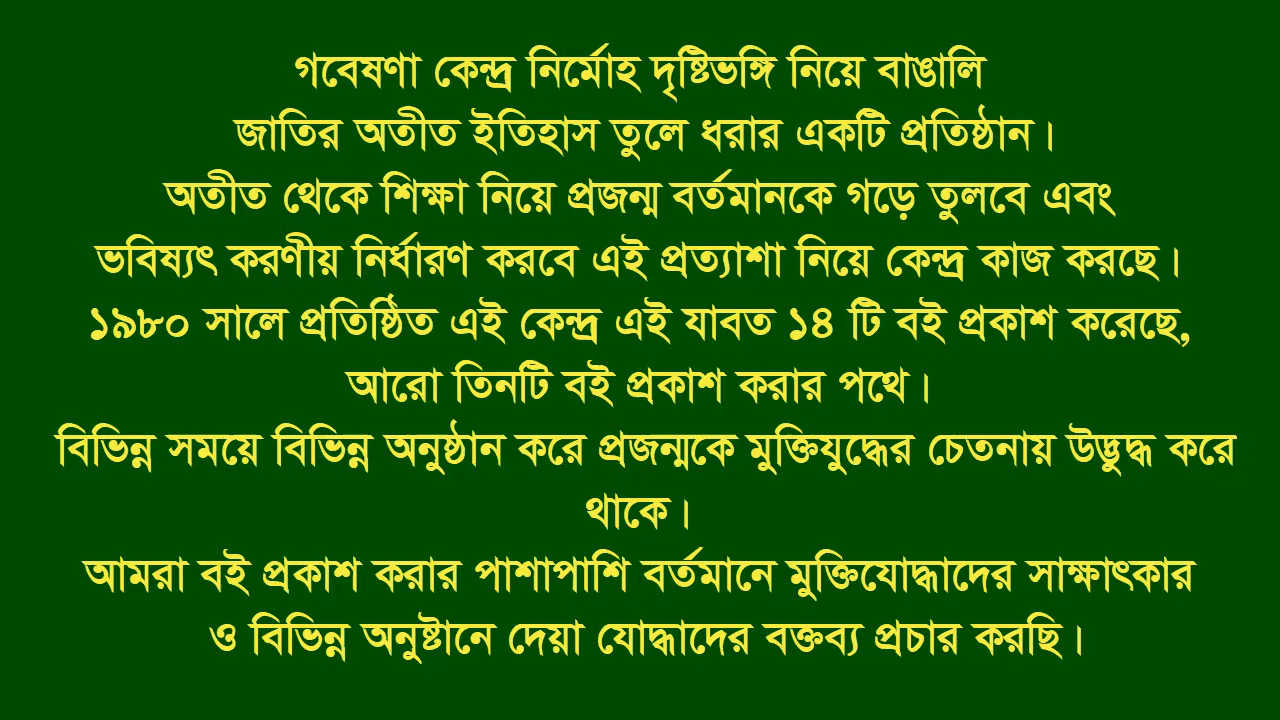 গবেষণা কেন্দ্র নির্মোহ দৃষ্টিভঙ্গি নিয়ে বাঙালি
জাতির অতীত ইতিহাস তুলে ধরার একটি প্রতিষ্ঠান।
অতীত থেকে শিক্ষা নিয়ে প্রজন্ম বর্তমানকে গড়ে তুলবে এবং
ভবিষ্যৎ করণীয় নির্ধারণ করবে এই প্রত্যাশা নিয়ে কেন্দ্র কাজ করছে।
১৯৮০ সালে প্রতিষ্ঠিত এই কেন্দ্র এই যাবত ১৪ টি বই প্রকাশ করেছে,
আরো তিনটি বই প্রকাশ করার পথে।
বিভিন্ন সময়ে বিভিন্ন অনুষ্ঠান করে প্রজন্মকে মুক্তিযুদ্ধের চেতনায় উদ্ভুদ্ধ করে
থাকে।
আমরা বই প্রকাশ করার পাশাপাশি বর্তমানে মুক্তিযোদ্ধাদের সাক্ষাৎকার
ও বিভিন্ন অনুষ্টানে দেয়া যোদ্ধাদের বক্তব্য প্রচার করছি।